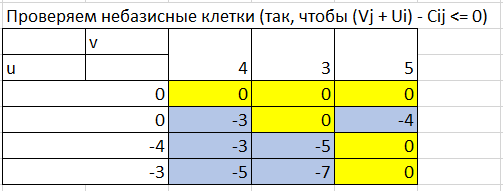 Проверяем небазисные клетки (так, чтобы (Vj + Ui) - Cij <= 0)
v
u 4 3 5
0 0 0 0
0 -3 0 -4
-4 -3 -5 0
-3 -5 -7 0